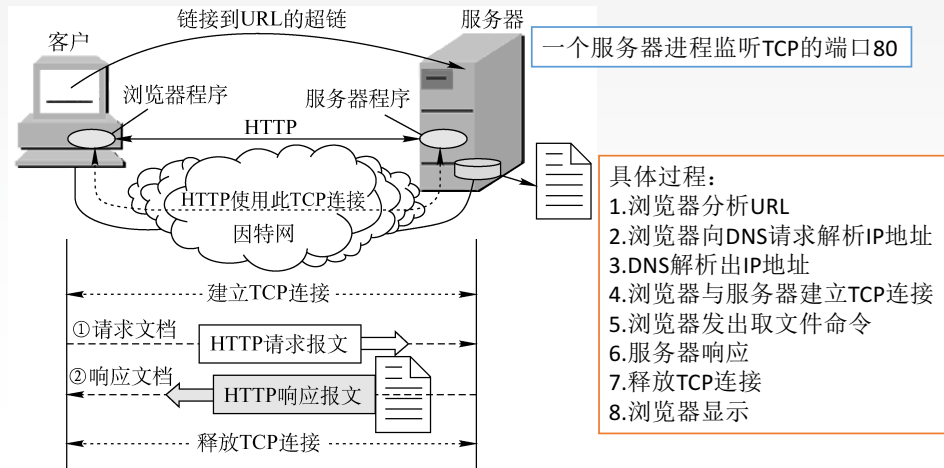 链接到URL的超链
服务器
客户
一个服务器进程监听TCP的端口80
浏览器程序
服务器程序
HTTP
HTTP使用此TCP连接
因特网
具体过程：
1.浏览器分析URL
2.浏览器向DNS请求解析IP地址
3.DNS解析出IP地址
4.浏览器与服务器建立TCP连接
5.浏览器发出取文件命令
6.服务器响应
7.释放TCP连接
8.浏览器显示
建立TCP连接
①请求文档
HTTP请求报文
②响应文档
HTTP响应报文
释放TCP连接